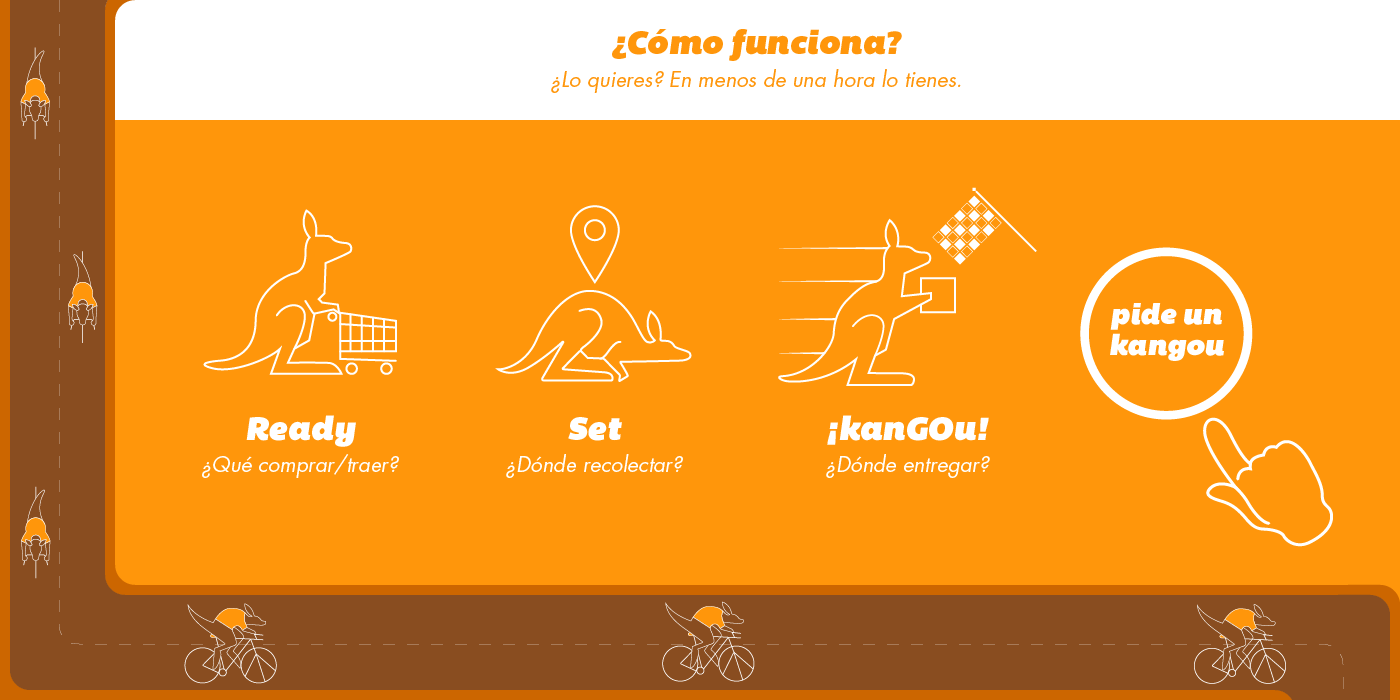 ¿Cómo funciona?
¿Lo quieres? En menos de una hora lo tienes.
Ready
¿Qué comprar/traer?
Set
¿Dónde recolectar?
¡kanGOu!
¿Dónde entregar?
pide un
kangou